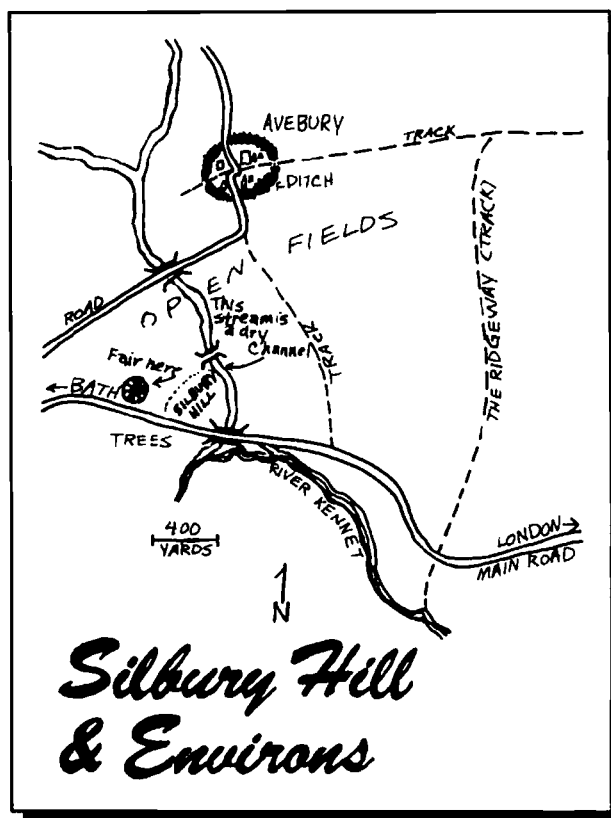 AVEBURY
TRACK
DITCH
OPEN FIELDS
ROAD
This
stream is
a dry
Channel
TRACK
THE RIDGEWAY (TRACK)
Fair here
←BATH
SILBURY
HILL
TREES
RIVER KENNET
400
YARDS
LONDON→
MAIN ROAD
N
Silbury Hill
& Environs